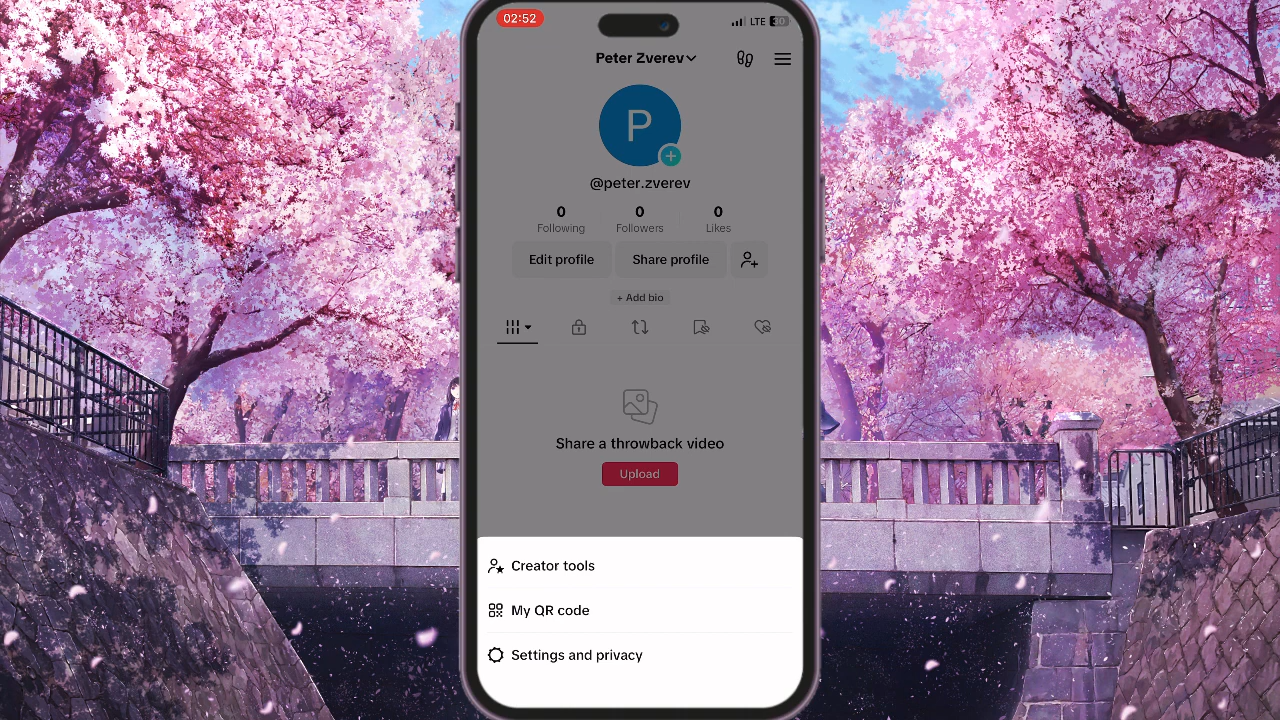 02:52
LTE
Peter Zverev
P
@peter.zverev
0 0 0
Following Followers Likes
Edit profile Share profile
+ Add bio
Share a throwback video
Upload
Creator tools
My QR code
Settings and privacy